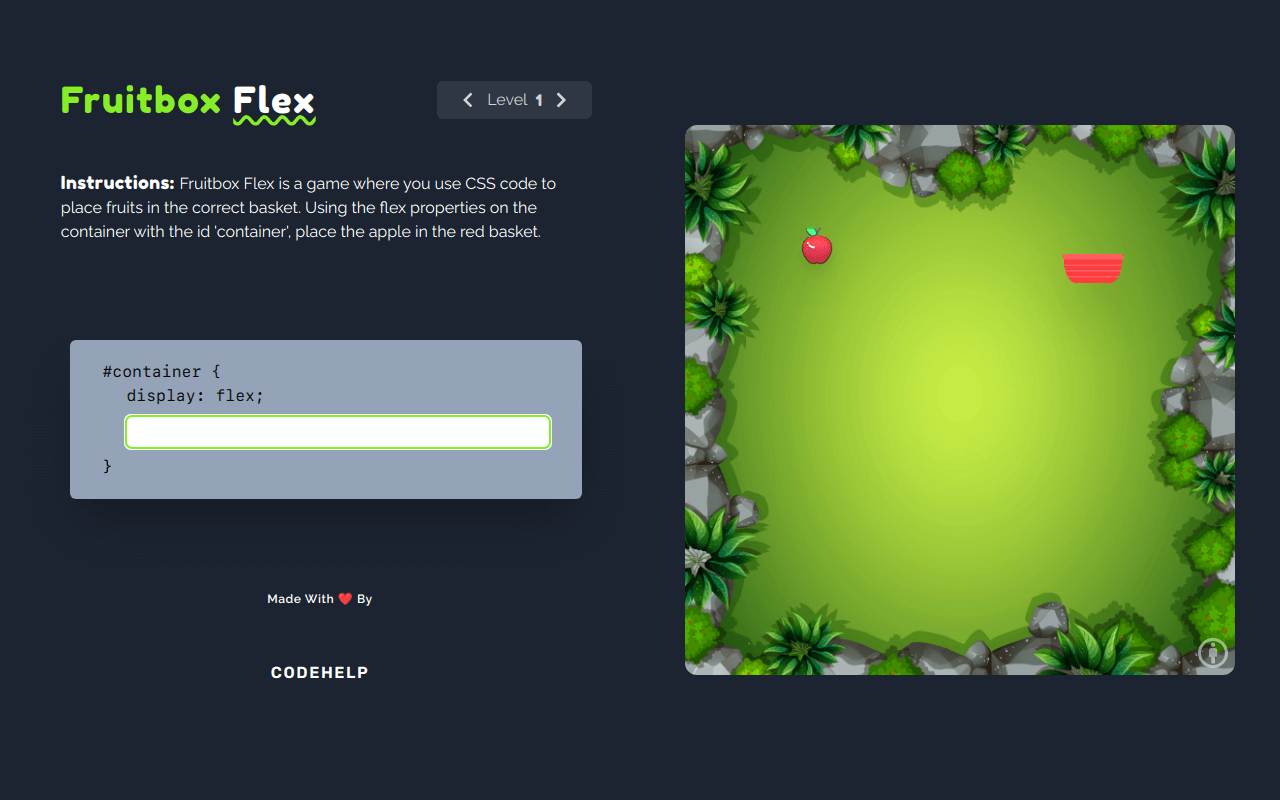 Fruitbox Flex
Level 1
Instructions: Fruitbox Flex is a game where you use CSS code to
place fruits in the correct basket. Using the flex properties on the
container with the id 'container', place the apple in the red basket.
#container {
display: flex;
}
Made With ❤️ By
CODEHELP